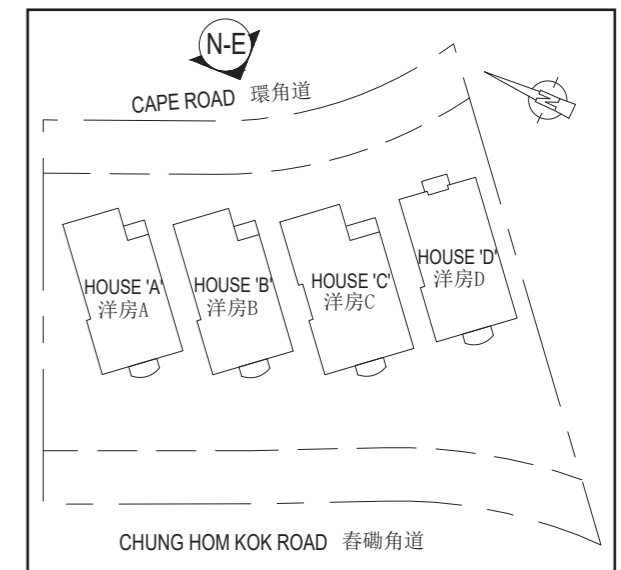 N-E
CAPE ROAD 環角道
N
HOUSE 'A'
洋房A
HOUSE 'B'
洋房B
HOUSE 'C'
洋房C
HOUSE 'D'
洋房D
CHUNG HOM KOK ROAD 舂磡角道